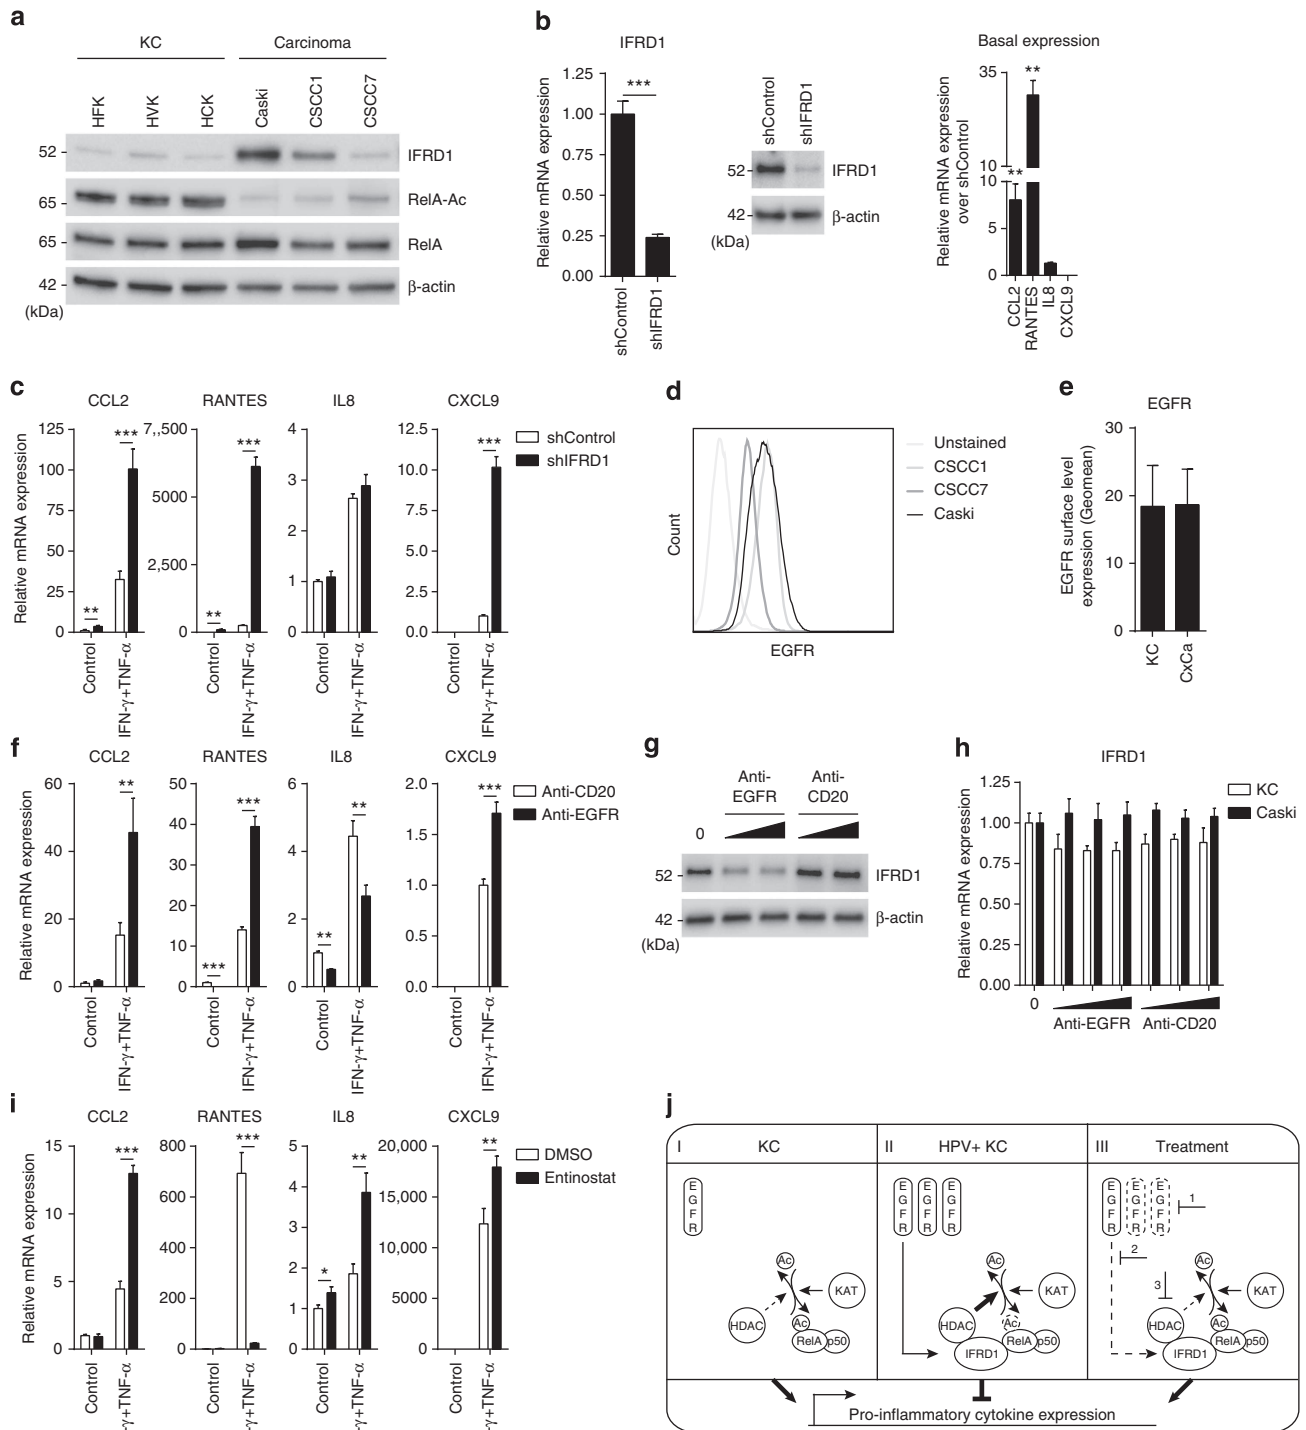 a
KC
Carcinoma
HFK
HVK
HCK
Caski
CSCC1
CSCC7
52
IFRD1
65
RelA-Ac
65
RelA
42
β-actin
(kDa)
b
IFRD1
Relative mRNA expression
1.25
1.00
0.75
0.50
0.25
0.00
***
shControl
shIFRD1
shControl
shIFRD1
52
IFRD1
42
β-actin
(kDa)
Basal expression
Relative mRNA expression
over shControl
35
10
10
5
0
**
**
CCL2
RANTES
IL8
CXCL9
c
Relative mRNA expression
CCL2
125
100
75
50
25
0
**
***
Control
IFN-γ+TNF-α
RANTES
7,500
5000
2,500
0
**
***
Control
IFN-γ+TNF-α
IL8
4
3
2
1
0
Control
IFN-γ+TNF-α
CXCL9
12.5
10.0
7.5
5.0
2.5
0.0
***
Control
IFN-γ+TNF-α
shControl
shIFRD1
d
Count
EGFR
Unstained
CSCC1
CSCC7
Caski
e
EGFR
EGFR surface level
expression (Geomean)
30
20
10
0
KC
CxCa
f
Relative mRNA expression
CCL2
60
40
20
0
**
Control
IFN-γ+TNF-α
RANTES
50
40
30
20
10
0
***
***
Control
IFN-γ+TNF-α
IL8
6
4
2
0
**
**
Control
IFN-γ+TNF-α
CXCL9
2.0
1.5
1.0
0.5
0.0
***
Control
IFN-γ+TNF-α
Anti-CD20
Anti-EGFR
g
Anti-
EGFR
Anti-
CD20
0
52
IFRD1
42
β-actin
(kDa)
h
IFRD1
Relative mRNA expression
1.25
1.00
0.75
0.50
0.25
0.00
0
Anti-EGFR
Anti-CD20
KC
Caski
i
Relative mRNA expression
CCL2
15
10
5
0
***
Control
-γ+TNF-α
RANTES
800
600
400
200
0
***
Control
-γ+TNF-α
IL8
5
4
3
2
1
0
*
**
Control
-γ+TNF-α
CXCL9
20,000
15,000
10,000
5000
0
**
Control
-γ+TNF-α
DMSO
Entinostat
j
I
KC
EGFR
Ac
KAT
HDAC
Ac
RelA
p50
II
HPV+ KC
EGFR
EGFR
EGFR
Ac
KAT
HDAC
Ac
RelA
p50
IFRD1
III
Treatment
EGFR
EGFR
EGFR
1
2
3
Ac
KAT
HDAC
Ac
RelA
p50
IFRD1
Pro-inflammatory cytokine expression